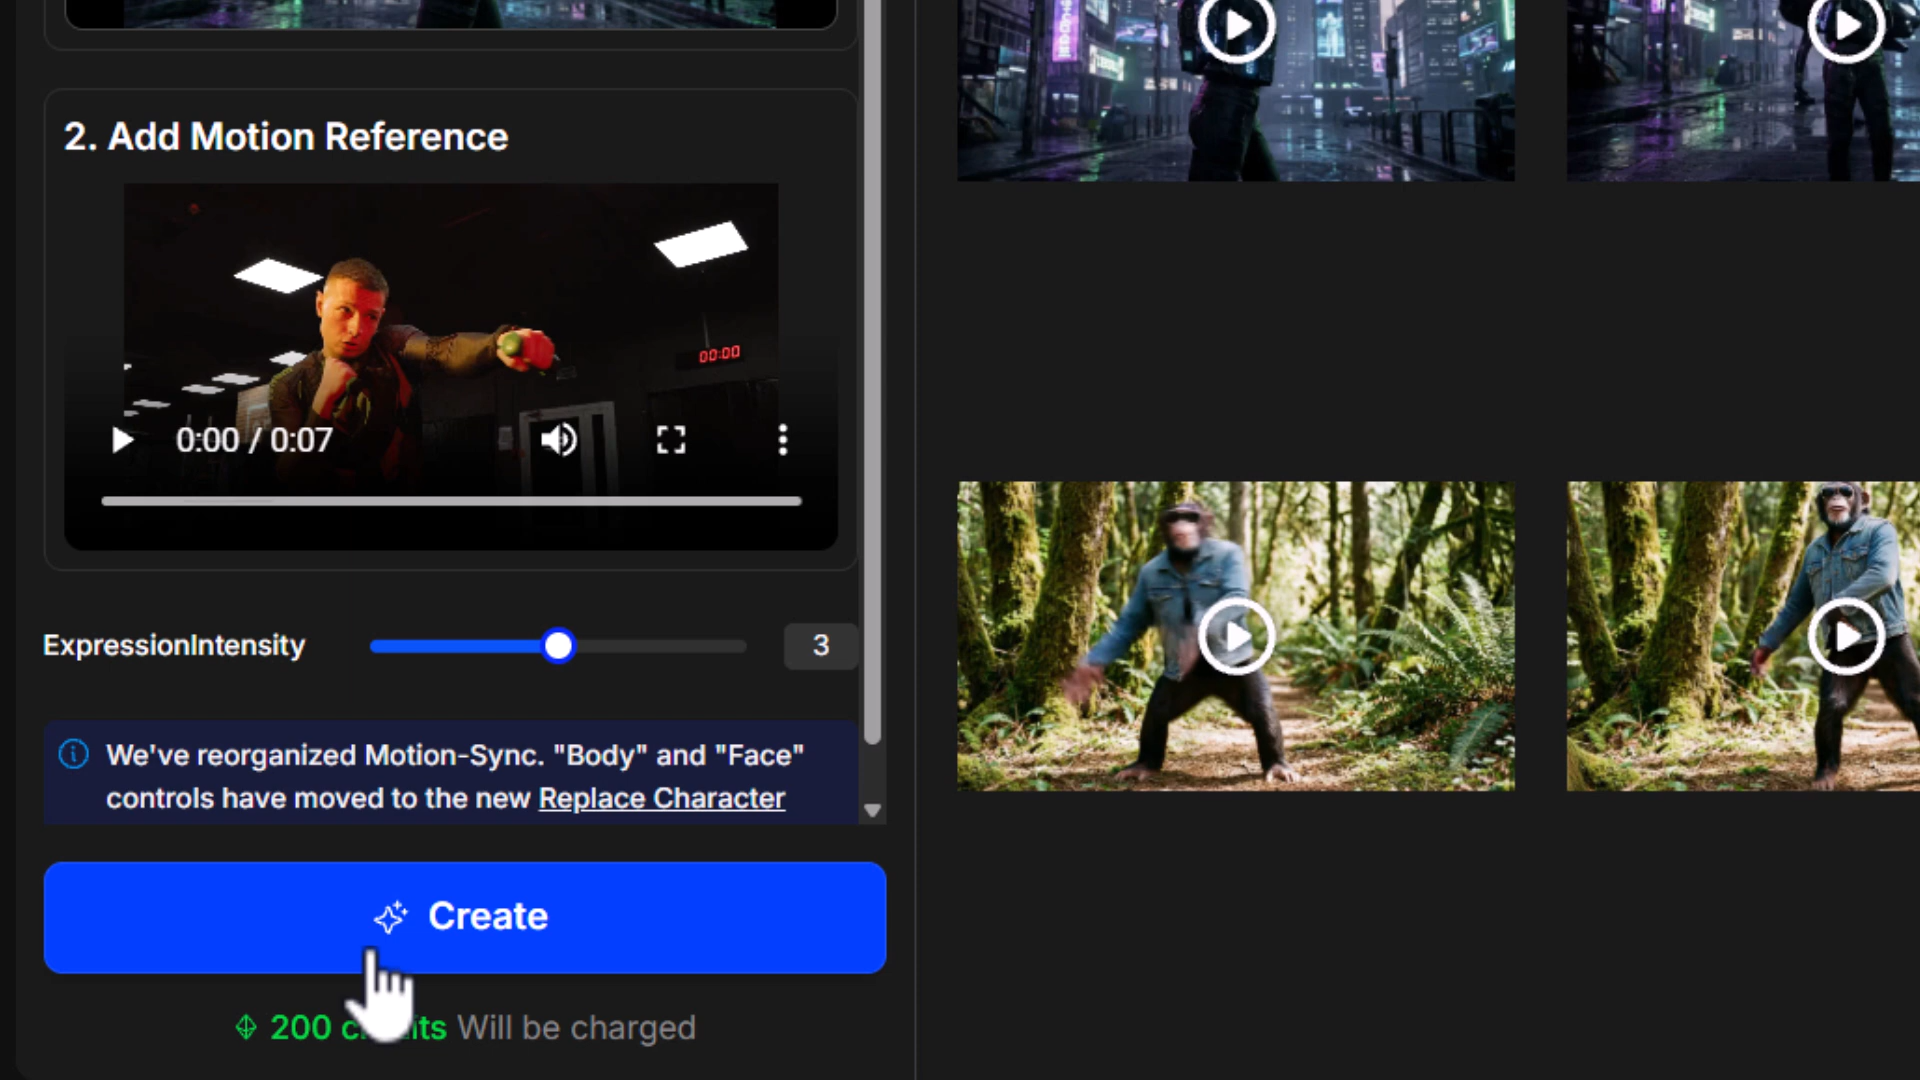 2. Add Motion Reference
00:00
0:00 / 0:07
ExpressionIntensity
3
We've reorganized Motion-Sync. "Body" and "Face"
controls have moved to the new Replace Character
Create
200 Will be charged